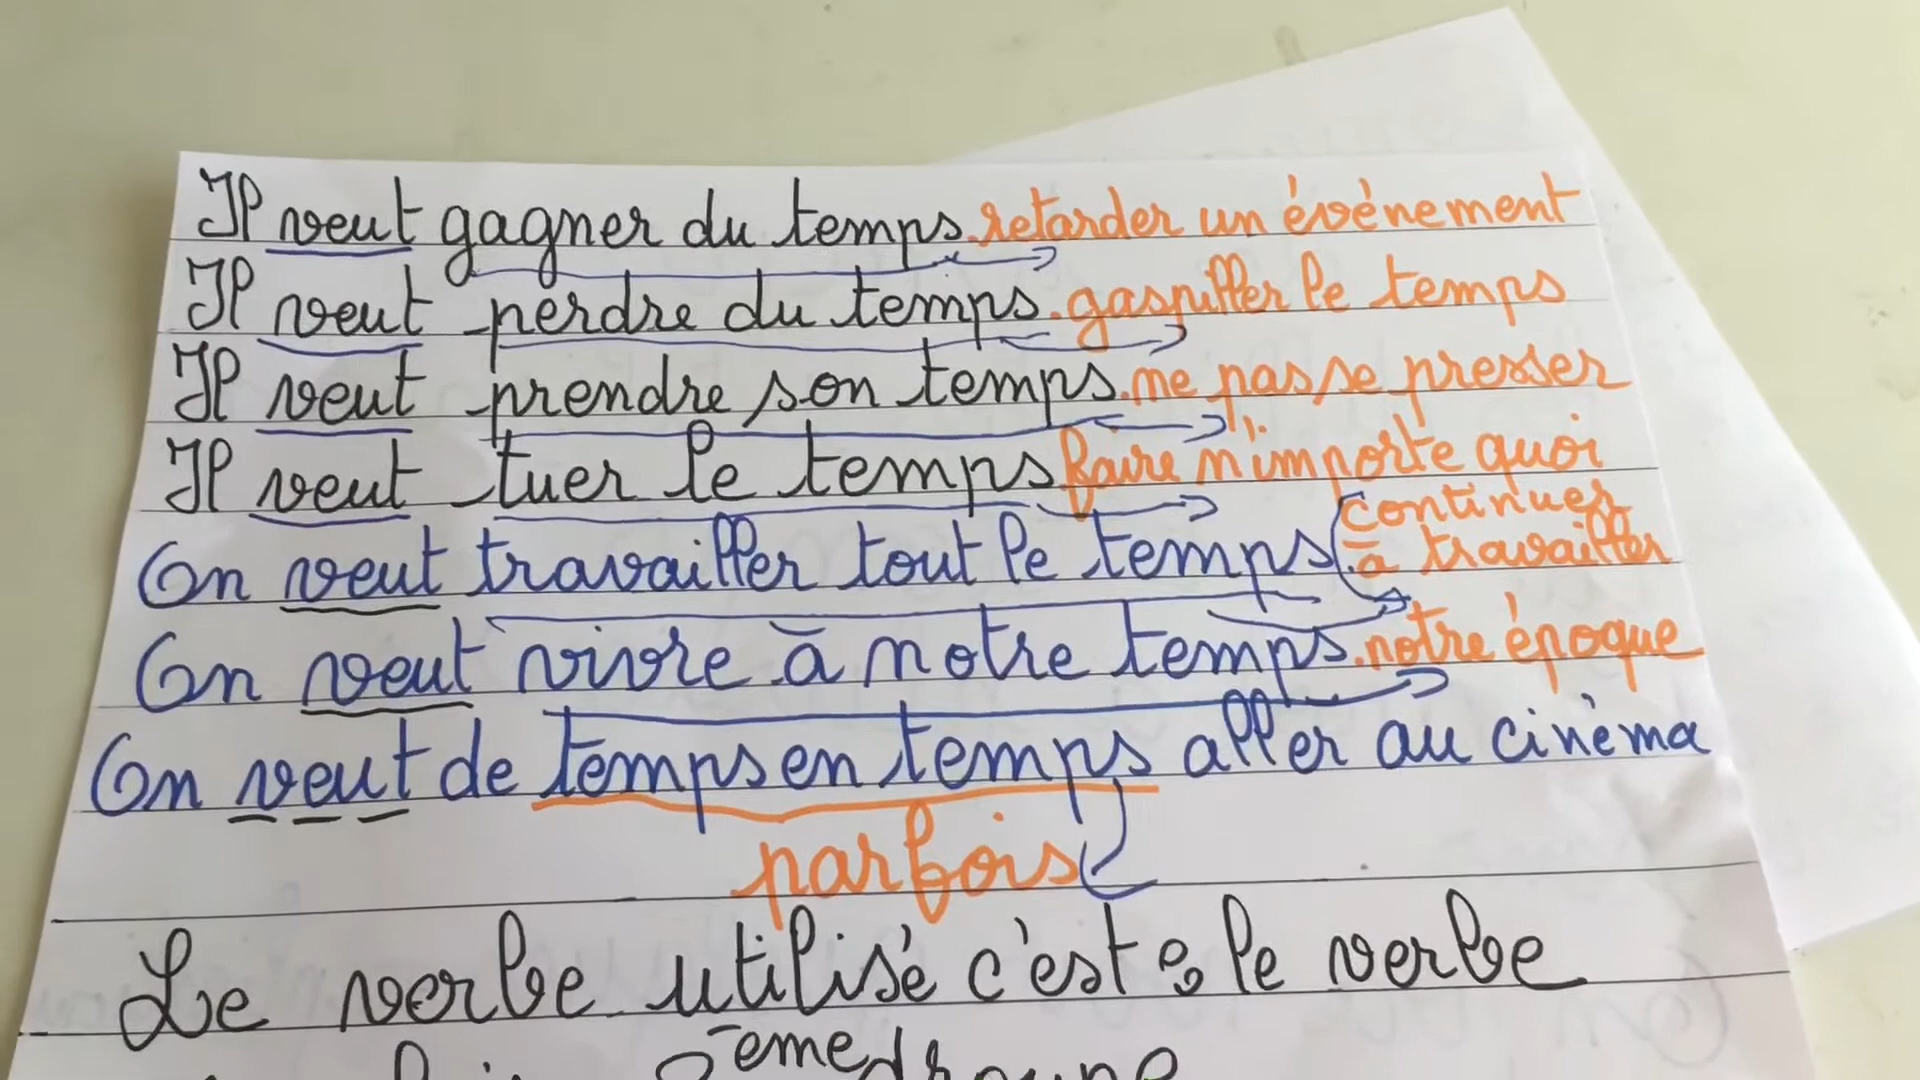 Il veut gagner du temps. retarder un événement
Il veut perdre du temps. gaspiller le temps
Il veut prendre son temps. ne pas se presser
Il veut tuer le temps faire n'importe quoi
On veut travailler tout le temps (continuer
à travailler
On veut vivre à notre temps. notre époque
On veut de temps en temps aller au cinéma
parfois
Le verbe utilisé c'est : le verbe
ème groupe